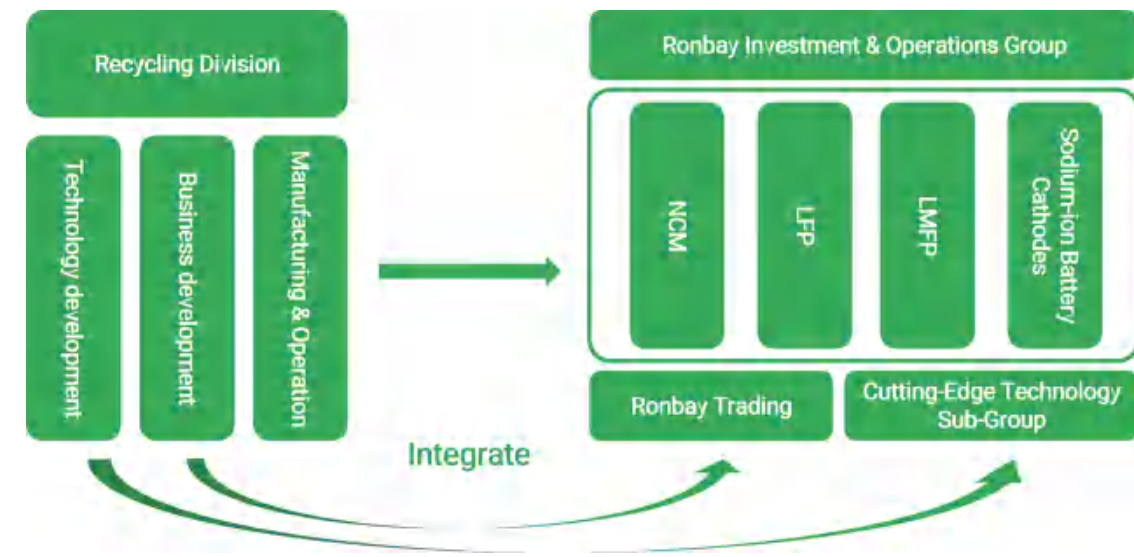 Recycling Division
Technology development
Business development
Manufacturing & Operation
Integrate
Ronbay Investment & Operations Group
NCM
LFP
LMFP
Sodium-ion Battery
Cathodes
Ronbay Trading
Cutting-Edge Technology
Sub-Group